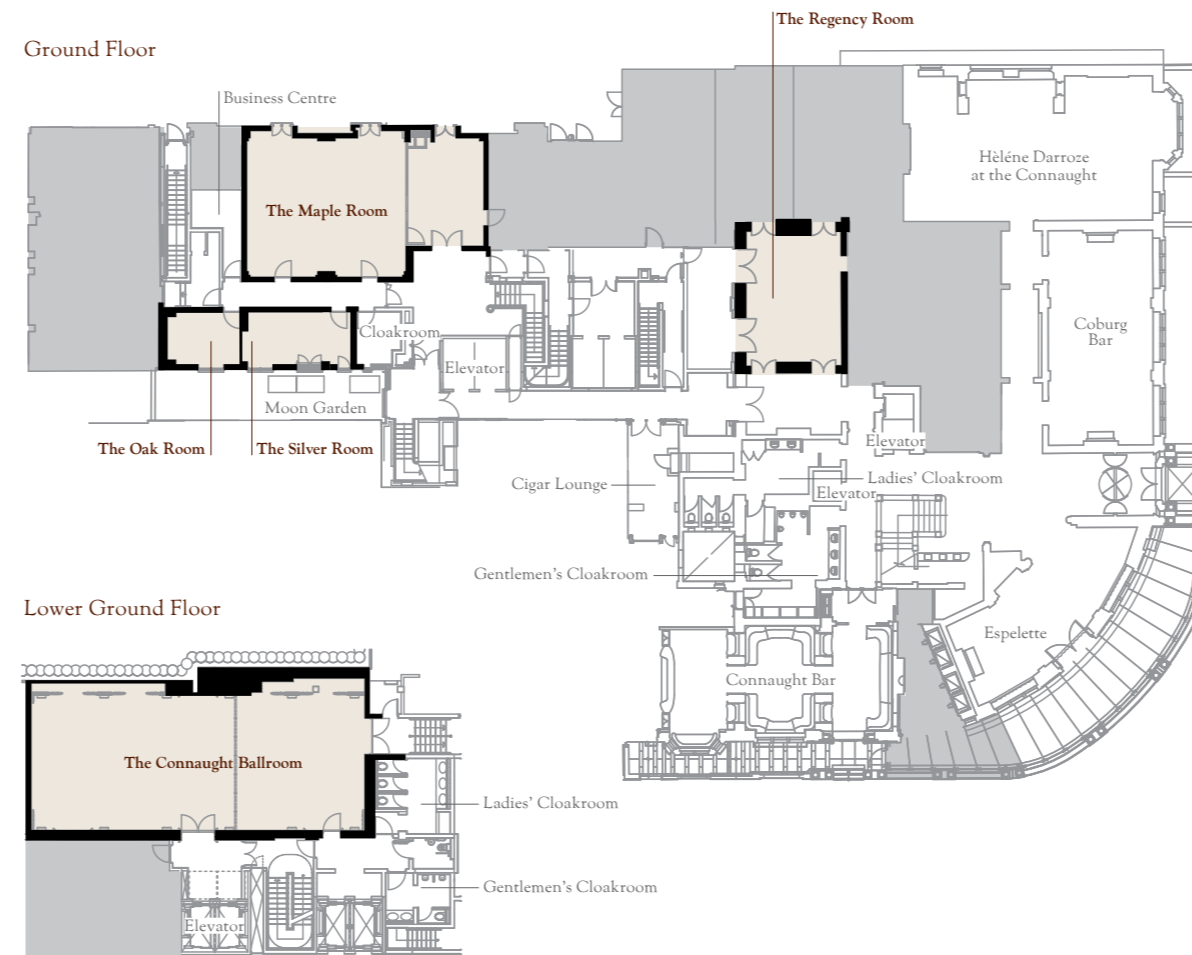 The Regency Room
Ground Floor
Business Centre
Hèléne Darroze
at the Connaught
The Maple Room
Cloakroom
Coburg
Bar
Elevator
Moon Garden
The Oak Room
The Silver Room
Elevator
Cigar Lounge
Ladies' Cloakroom
Elevator
Gentlemen's Cloakroom
Lower Ground Floor
Espelette
Connaught Bar
The Connaught Ballroom
Ladies' Cloakroom
Gentlemen's Cloakroom
Elevator